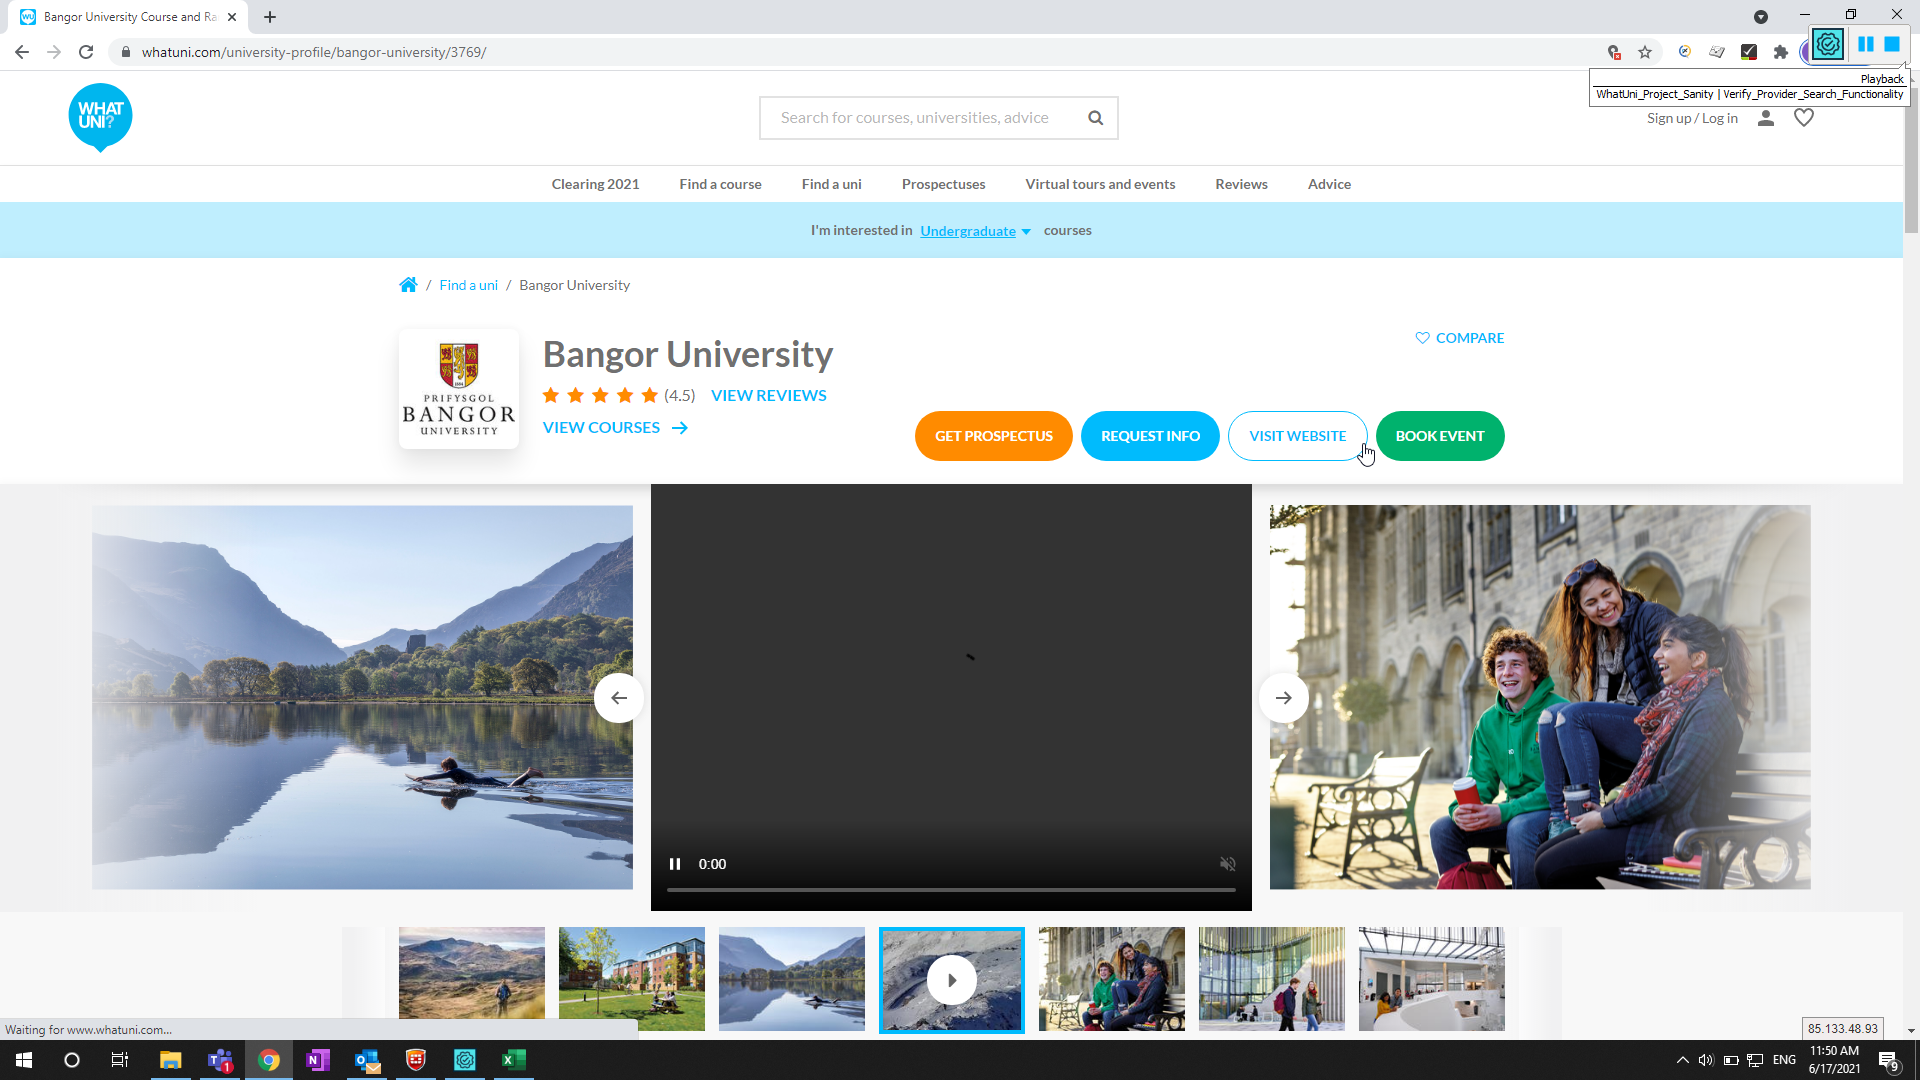 Bangor University Course and Ra
whatuni.com/university-profile/bangor-university/3769/
Playback
WhatUni_Project_Sanity | Verify_Provider_Search_Functionality
WHAT
UNI?
Search for courses, universities, advice
Sign up / Log in
Clearing 2021 Find a course Find a uni Prospectuses Virtual tours and events Reviews Advice
I'm interested in Undergraduate courses
/ Find a uni / Bangor University
PRIFYSGOL
BANGOR
UNIVERSITY
Bangor University
COMPARE
(4.5) VIEW REVIEWS
VIEW COURSES
GET PROSPECTUS REQUEST INFO VISIT WEBSITE BOOK EVENT
0:00
Waiting for www.whatuni.com...
85.133.48.93
ENG
11:50 AM
6/17/2021
1
9